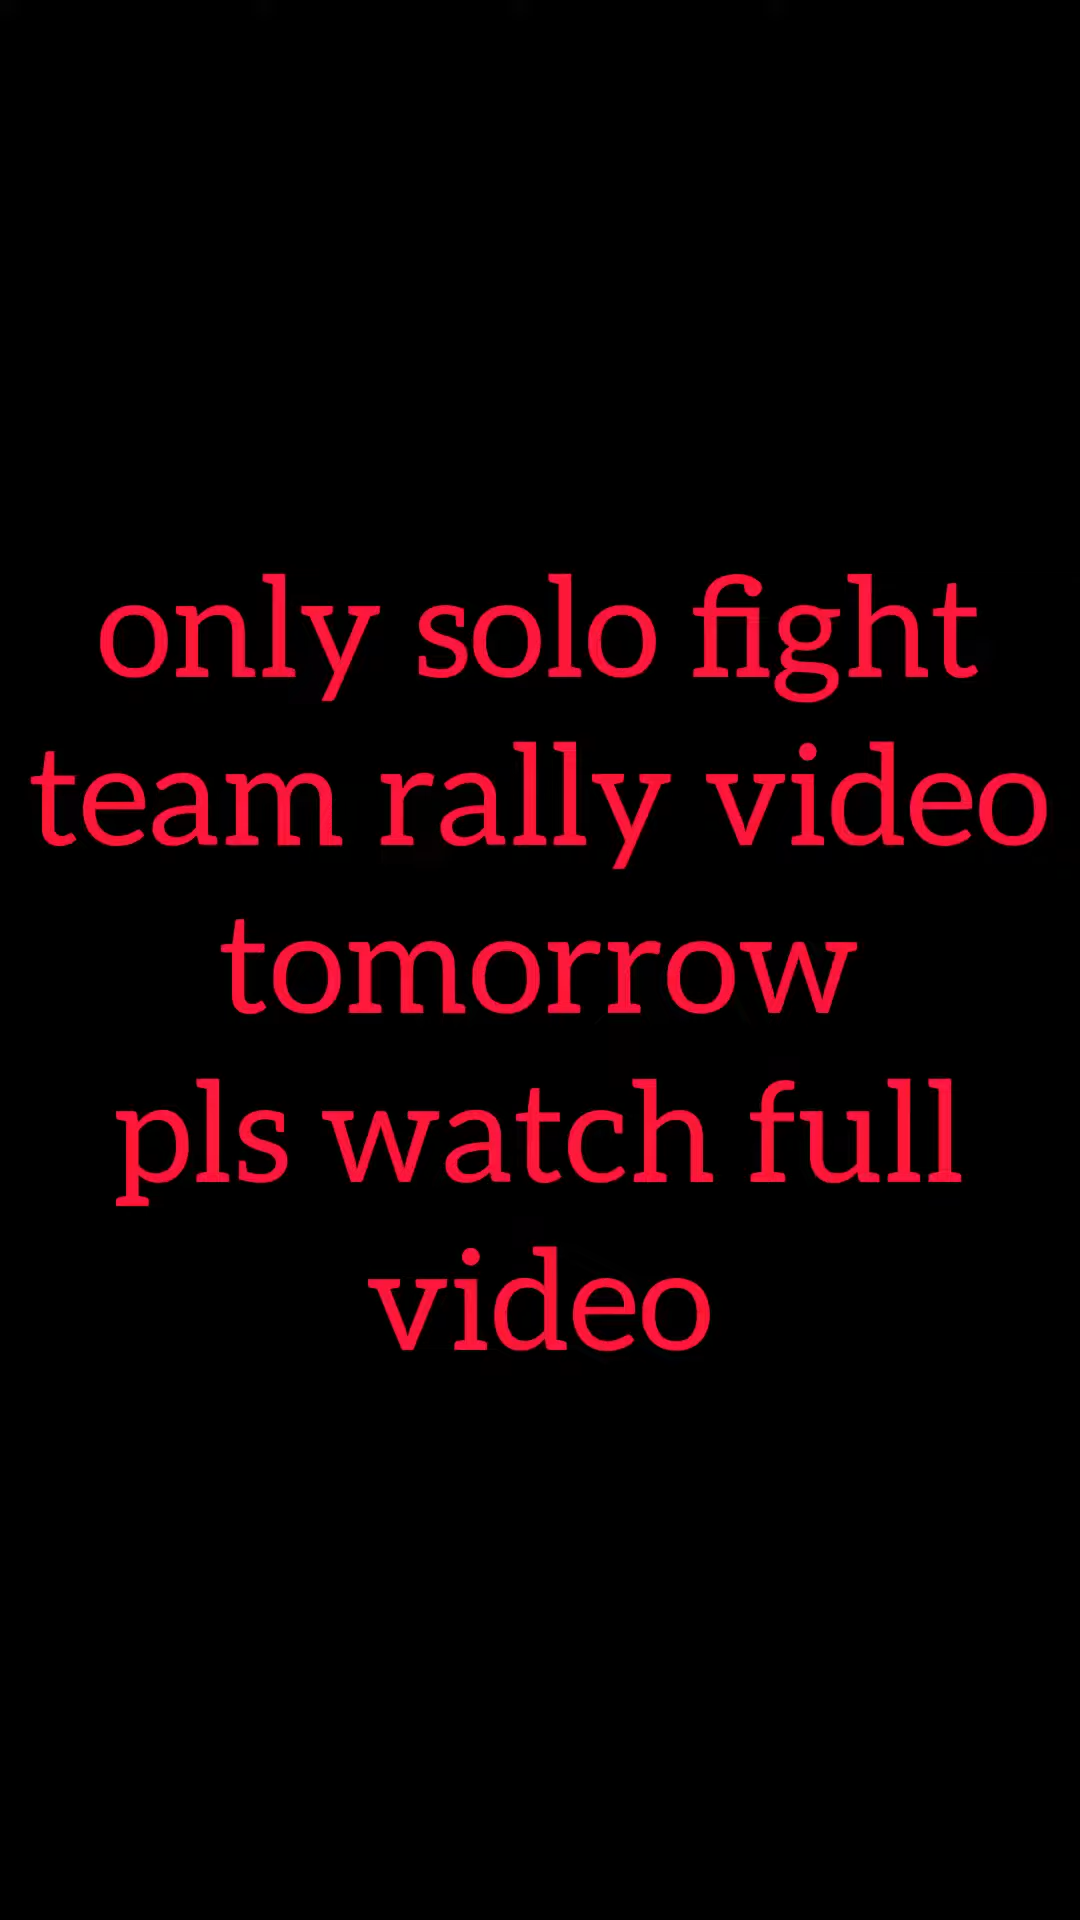 only solo fight
team rally video
tomorrow
pls watch full
video